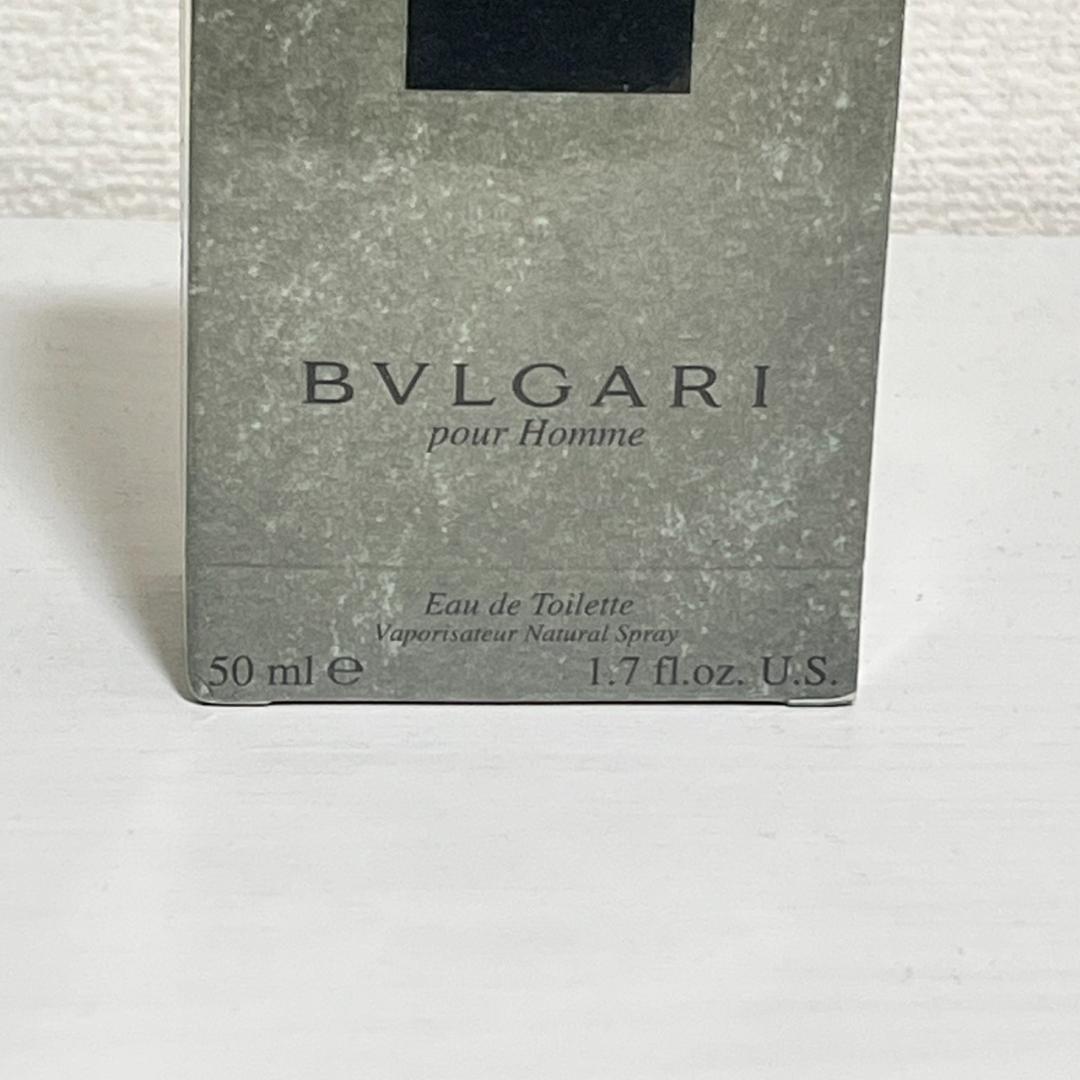 BVLGARI
pour Homme
Eau de Toilette
Vaporisateur Natural Spray
50 ml ℮ 1.7 fl.oz. U.S.